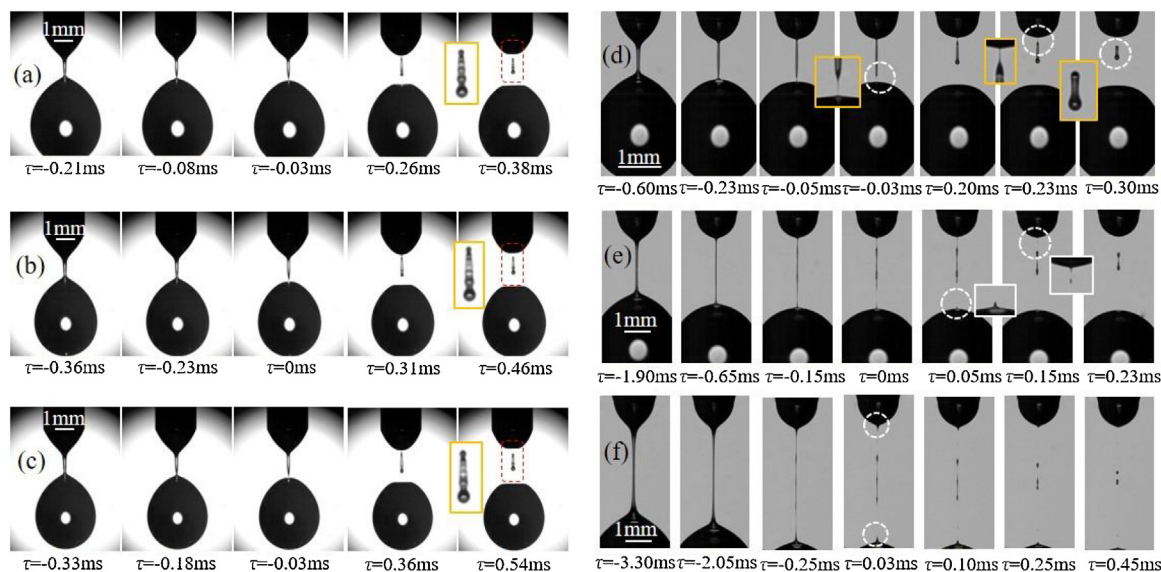 1mm
(a)
τ=-0.21ms τ=-0.08ms τ=-0.03ms τ=0.26ms τ=0.38ms
1mm
(b)
τ=-0.36ms τ=-0.23ms τ=0ms τ=0.31ms τ=0.46ms
1mm
(c)
τ=-0.33ms τ=-0.18ms τ=-0.03ms τ=0.36ms τ=0.54ms
(d)
1mm
τ=-0.60ms τ=-0.23ms τ=-0.05ms τ=-0.03ms τ=0.20ms τ=0.23ms τ=0.30ms
(e)
1mm
τ=-1.90ms τ=-0.65ms τ=-0.15ms τ=0ms τ=0.05ms τ=0.15ms τ=0.23ms
(f)
1mm
τ=-3.30ms τ=-2.05ms τ=-0.25ms τ=0.03ms τ=0.10ms τ=0.25ms τ=0.45ms